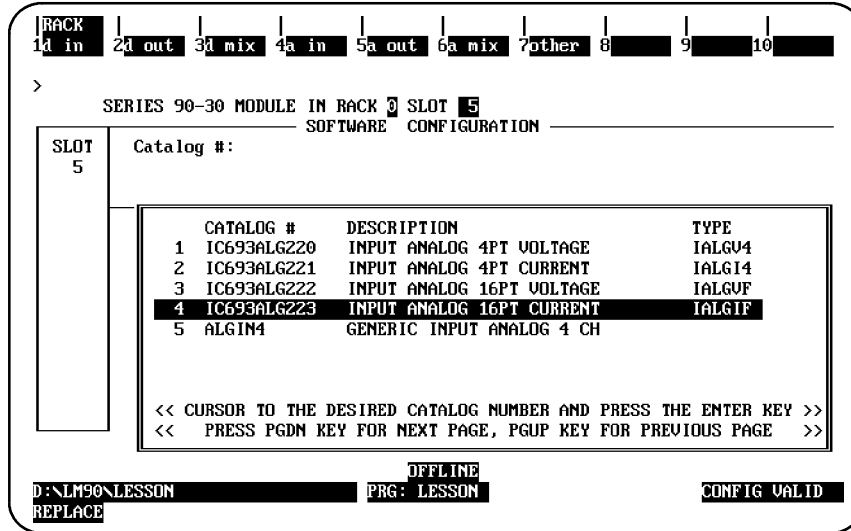 RACK
1d in 2d out 3d mix 4a in 5a out 6a mix 7other 8 9 10
>
SERIES 90-30 MODULE IN RACK 0 SLOT 5
SOFTWARE CONFIGURATION
SLOT Catalog #:
5
CATALOG # DESCRIPTION TYPE
1 IC693ALG220 INPUT ANALOG 4PT VOLTAGE IALGV4
2 IC693ALG221 INPUT ANALOG 4PT CURRENT IALGI4
3 IC693ALG222 INPUT ANALOG 16PT VOLTAGE IALGVF
4 IC693ALG223 INPUT ANALOG 16PT CURRENT IALGIF
5 ALGIN4 GENERIC INPUT ANALOG 4 CH
<< CURSOR TO THE DESIRED CATALOG NUMBER AND PRESS THE ENTER KEY >>
<< PRESS PGDN KEY FOR NEXT PAGE, PGUP KEY FOR PREVIOUS PAGE >>
OFFLINE
D:\LM90\LESSON PRG: LESSON CONFIG VALID
REPLACE